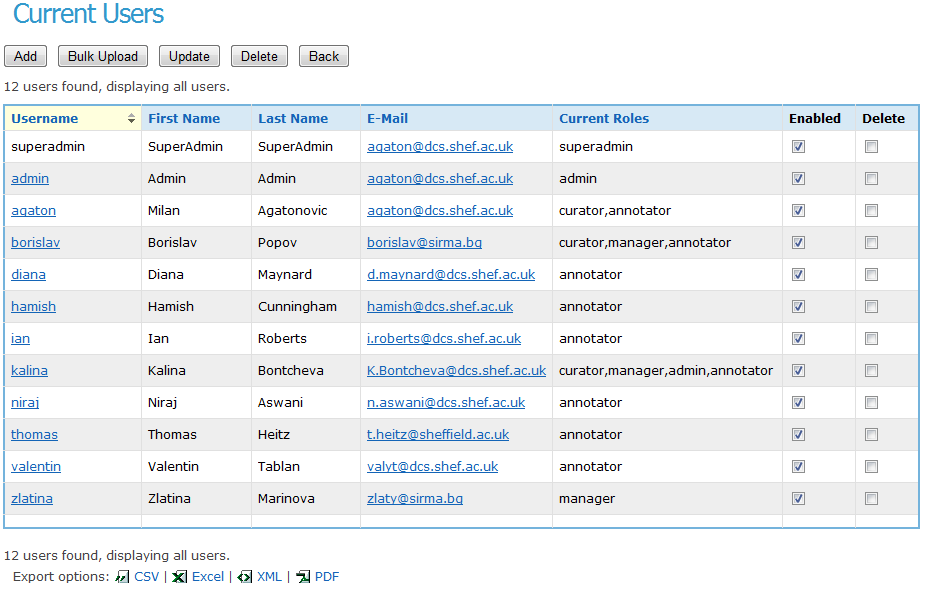 Current Users
Add Bulk Upload Update Delete Back
12 users found, displaying all users.
Username First Name Last Name E-Mail Current Roles Enabled Delete
superadmin SuperAdmin SuperAdmin agaton@dcs.shef.ac.uk superadmin
admin Admin Admin agaton@dcs.shef.ac.uk admin
agaton Milan Agatonovic agaton@dcs.shef.ac.uk curator,annotator
borislav Borislav Popov borislav@sirma.bg curator,manager,annotator
diana Diana Maynard d.maynard@dcs.shef.ac.uk annotator
hamish Hamish Cunningham hamish@dcs.shef.ac.uk annotator
ian Ian Roberts i.roberts@dcs.shef.ac.uk annotator
kalina Kalina Bontcheva K.Bontcheva@dcs.shef.ac.uk curator,manager,admin,annotator
niraj Niraj Aswani n.aswani@dcs.shef.ac.uk annotator
thomas Thomas Heitz t.heitz@sheffield.ac.uk annotator
valentin Valentin Tablan valyt@dcs.shef.ac.uk annotator
zlatina Zlatina Marinova zlaty@sirma.bg manager
12 users found, displaying all users.
Export options: CSV | Excel | XML | PDF